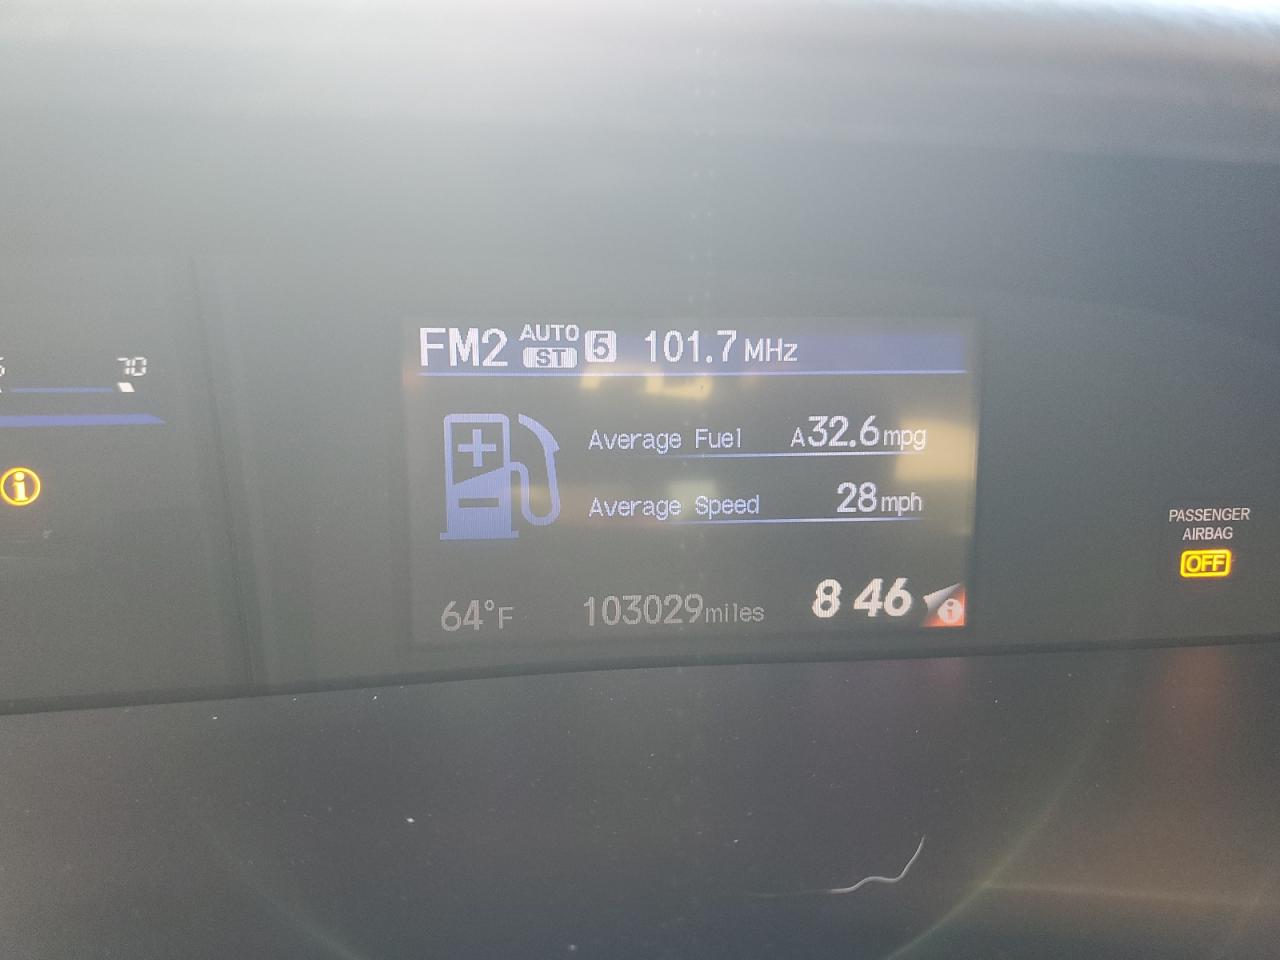 FM2 AUTO ST 5 101.7 MHz
70
Average Fuel A32.6 mpg
Average Speed 28 mph
PASSENGER
AIRBAG
OFF
64°F 103029 miles 8 46